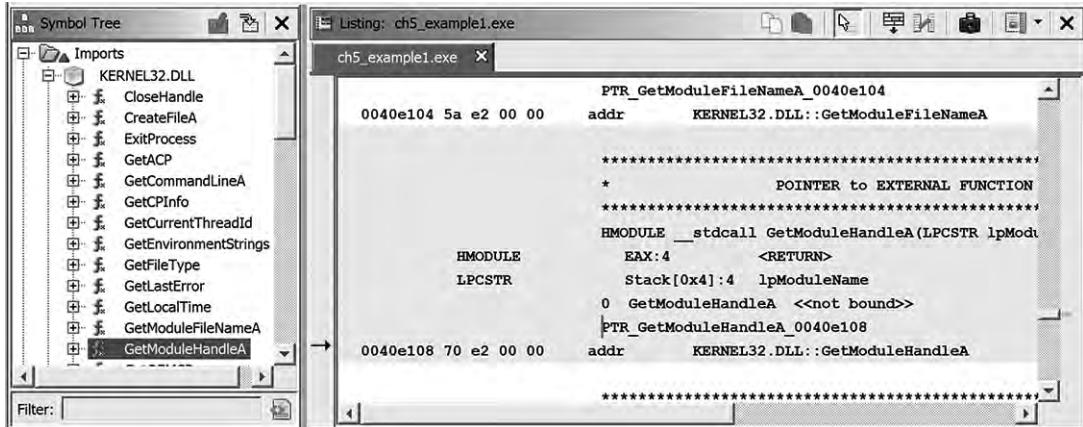 Symbol Tree
Imports
KERNEL32.DLL
CloseHandle
CreateFileA
ExitProcess
GetACP
GetCommandLineA
GetCPInfo
GetCurrentThreadId
GetEnvironmentStrings
GetFileType
GetLastError
GetLocalTime
GetModuleFileNameA
GetModuleHandleA
Filter:
Listing: ch5_example1.exe
ch5_example1.exe
PTR_GetModuleFileNameA_0040e104
0040e104 5a e2 00 00 addr KERNEL32.DLL::GetModuleFileNameA
************************************************
* POINTER to EXTERNAL FUNCTION
************************************************
HMODULE __stdcall GetModuleHandleA(LPCSTR lpModu
HMODULE EAX:4 <RETURN>
LPCSTR Stack[0x4]:4 lpModuleName
0 GetModuleHandleA <<not bound>>
PTR_GetModuleHandleA_0040e108
0040e108 70 e2 00 00 addr KERNEL32.DLL::GetModuleHandleA
************************************************